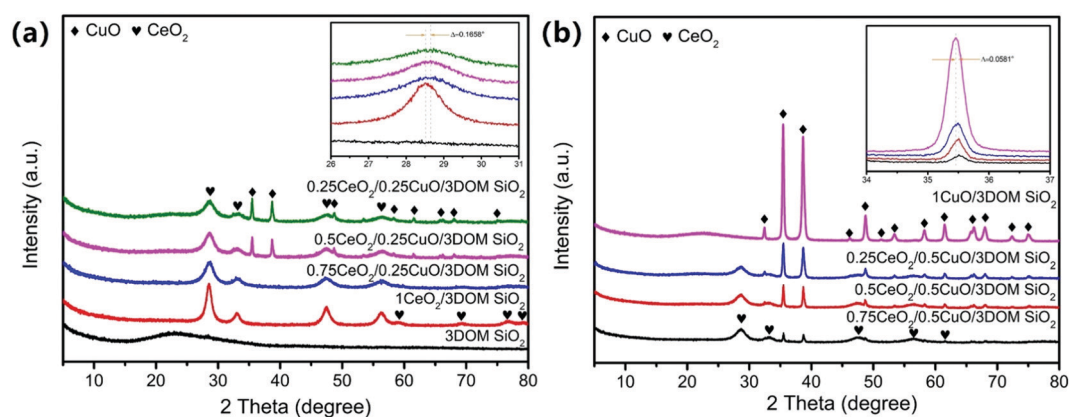 (a)
♦ CuO ♥ CeO₂
Δ=0.1658°
26 27 28 29 30 31
0.25CeO₂/0.25CuO/3DOM SiO₂
0.5CeO₂/0.25CuO/3DOM SiO₂
0.75CeO₂/0.25CuO/3DOM SiO₂
1CeO₂/3DOM SiO₂
3DOM SiO₂
Intensity (a.u.)
10 20 30 40 50 60 70 80
2 Theta (degree)
(b)
♦ CuO ♥ CeO₂
Δ=0.0581°
34 35 36 37
1CuO/3DOM SiO₂
0.25CeO₂/0.5CuO/3DOM SiO₂
0.5CeO₂/0.5CuO/3DOM SiO₂
0.75CeO₂/0.5CuO/3DOM SiO₂
Intensity (a.u.)
10 20 30 40 50 60 70 80
2 Theta (degree)